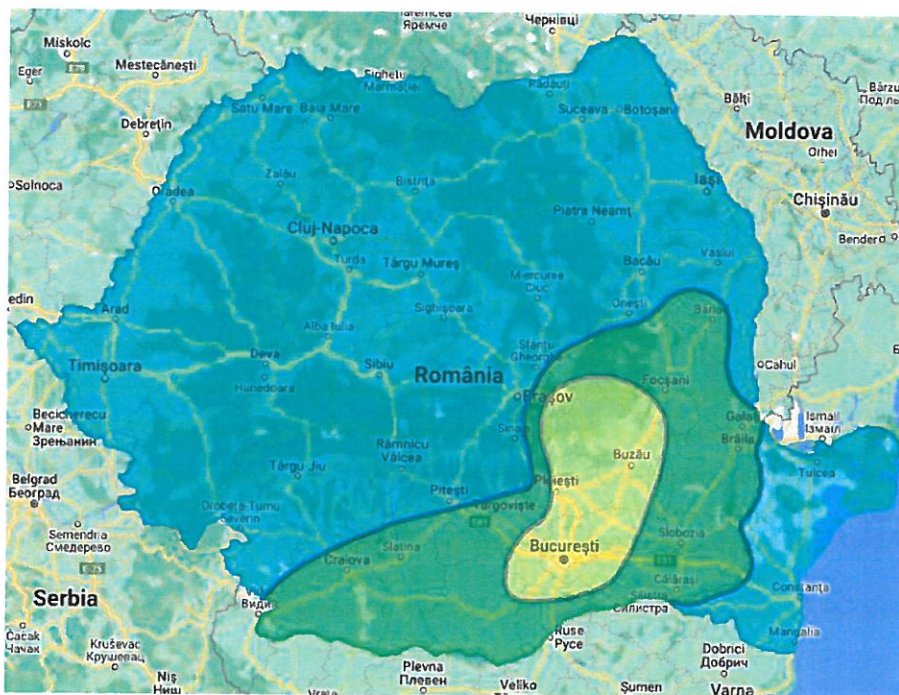 Яремче
Чернівці
Miskolc
Eger
Mestecănești
Sighetu
Marmației
Rădăuți
Satu Mare
Baia Mare
Suceava
Botoșani
Bălți
Debrețin
Moldova
Orhei
Solnoca
Zalău
Oradea
Bistrița
Iași
Chișinău
Cluj-Napoca
Piatra Neamț
Bender
Turda
Târgu Mureș
Bacău
Vaslui
Miercurea
Ciuc
Arad
Sighișoara
Onești
Alba Iulia
Sfântu
Gheorghe
Timișoara
Deva
Sibiu
România
Cahul
Hunedoara
Focșani
Brașov
Becicherecu
Mare
Зрењанин
Galați
Ismail
Ізмаїл
Sinaia
Brăila
Râmnicu
Vâlcea
Buzău
Tulcea
Târgu Jiu
Belgrad
Београд
Pitești
Ploiești
Târgoviște
Drobeta-Turnu
Severin
Semendria
Смедерево
Slatina
București
Slobozia
Craiova
Călărași
Constanța
Serbia
Видин
Силистра
Mangalia
Čačak
Чачак
Kruševac
Крушевац
Ruse
Русе
Dobrici
Добрич
Niș
Ниш
Plevna
Плевен
Veliko
Șumen
Varna